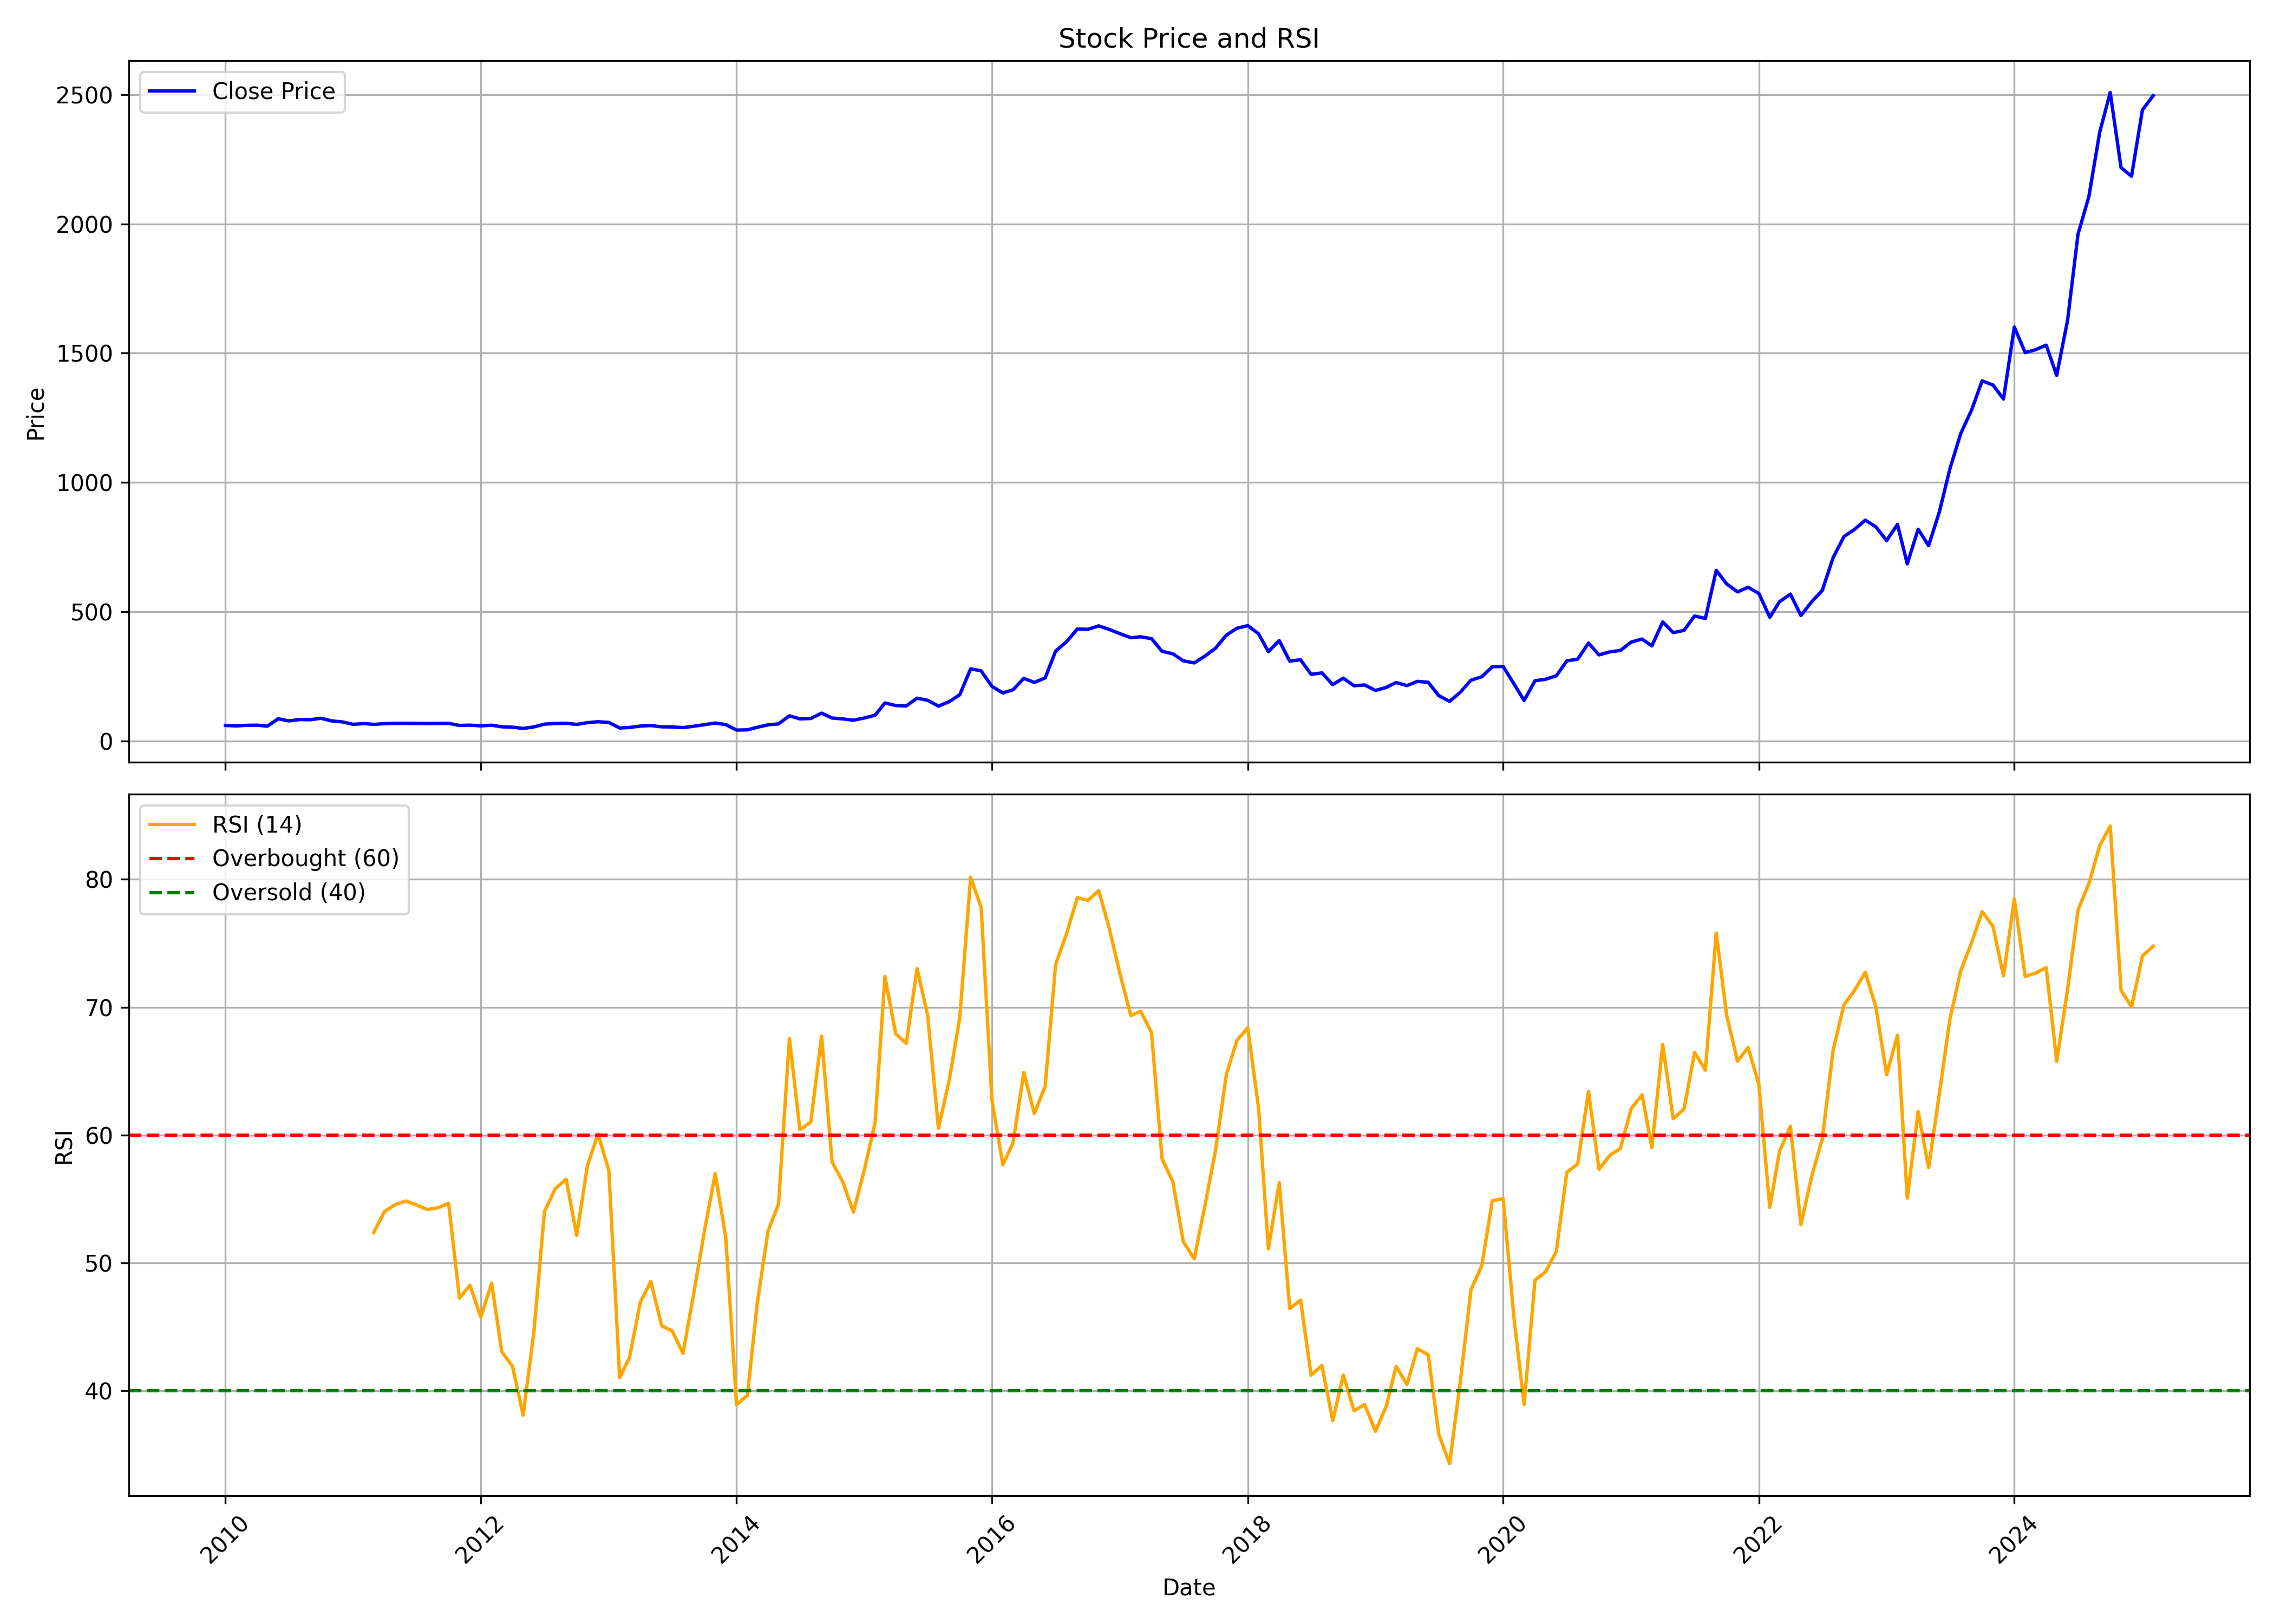 Stock Price and RSI
Close Price
2500
2000
1500
1000
500
0
Price
RSI (14)
Overbought (60)
Oversold (40)
80
70
60
50
40
RSI
2010
2012
2014
2016
2018
2020
2022
2024
Date